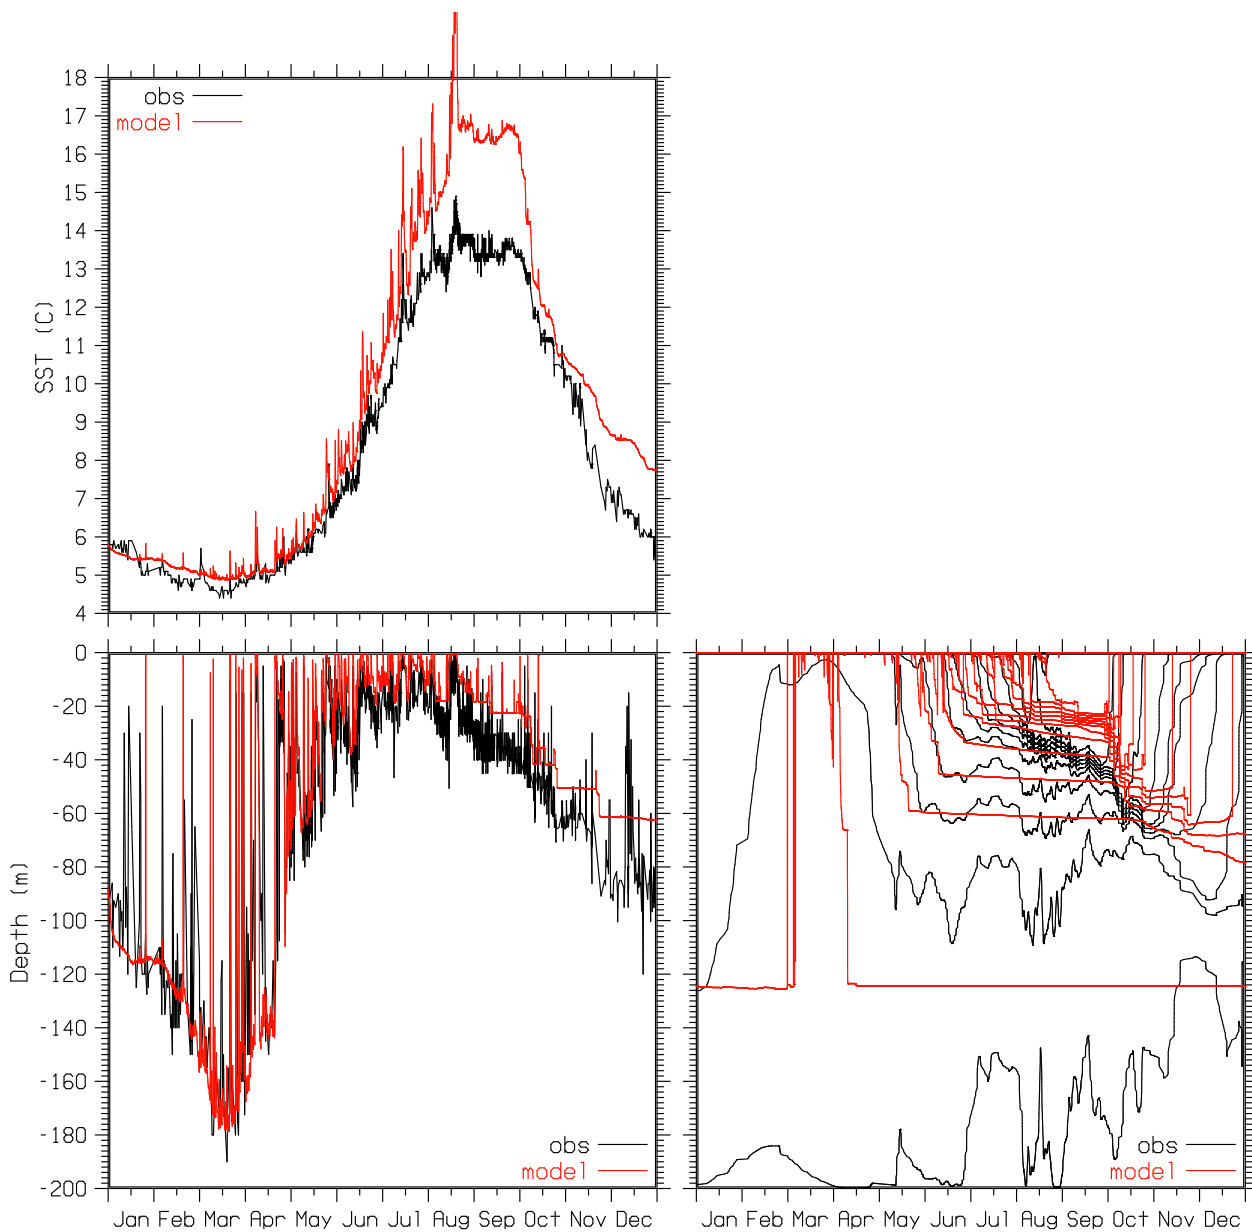 18
obs
model
17
16
15
14
13
12
11
10
9
8
7
6
5
4
SST (C)
0
-20
-40
-60
-80
-100
-120
-140
-160
-180
-200
Depth (m)
obs
model
obs
model
Jan Feb Mar Apr May Jun Jul Aug Sep Oct Nov Dec
Jan Feb Mar Apr May Jun Jul Aug Sep Oct Nov Dec